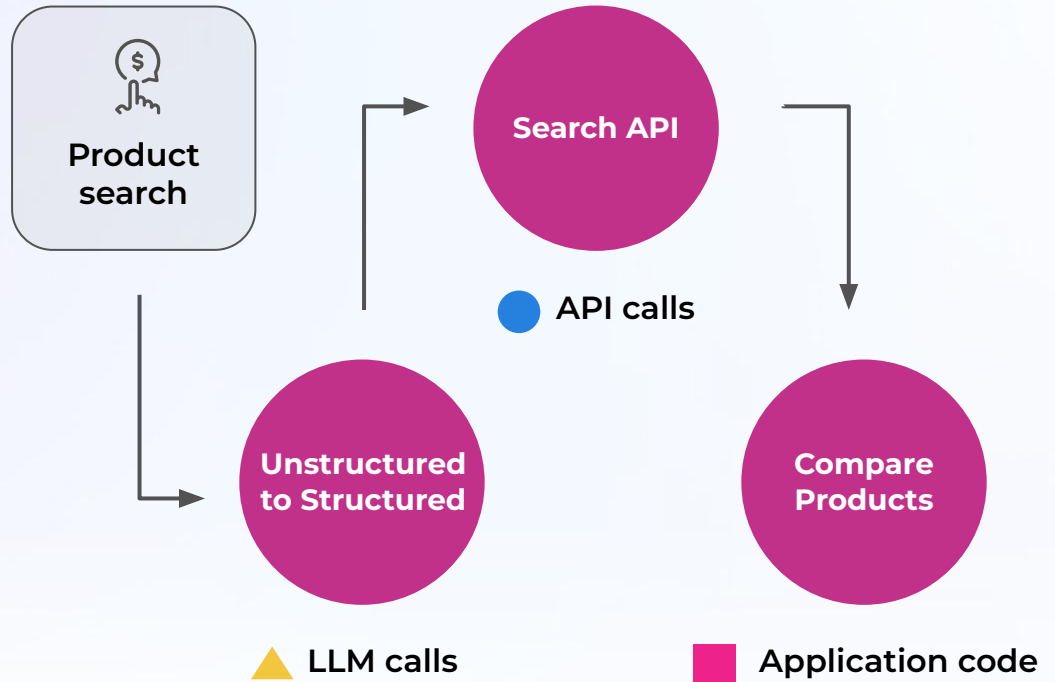 $
Product
search
Search API
API calls
Unstructured
to Structured
LLM calls
Compare
Products
Application code